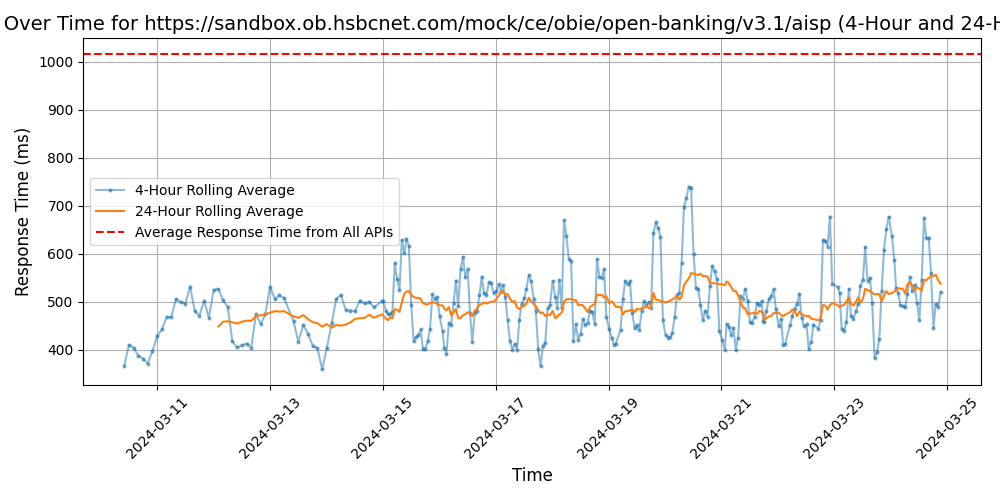 Over Time for https://sandbox.ob.hsbcnet.com/mock/ce/obie/open-banking/v3.1/aisp (4-Hour and 24-H
Response Time (ms)
1000
900
800
700
600
500
400
4-Hour Rolling Average
24-Hour Rolling Average
Average Response Time from All APIs
2024-03-11
2024-03-13
2024-03-15
2024-03-17
2024-03-19
2024-03-21
2024-03-23
2024-03-25
Time